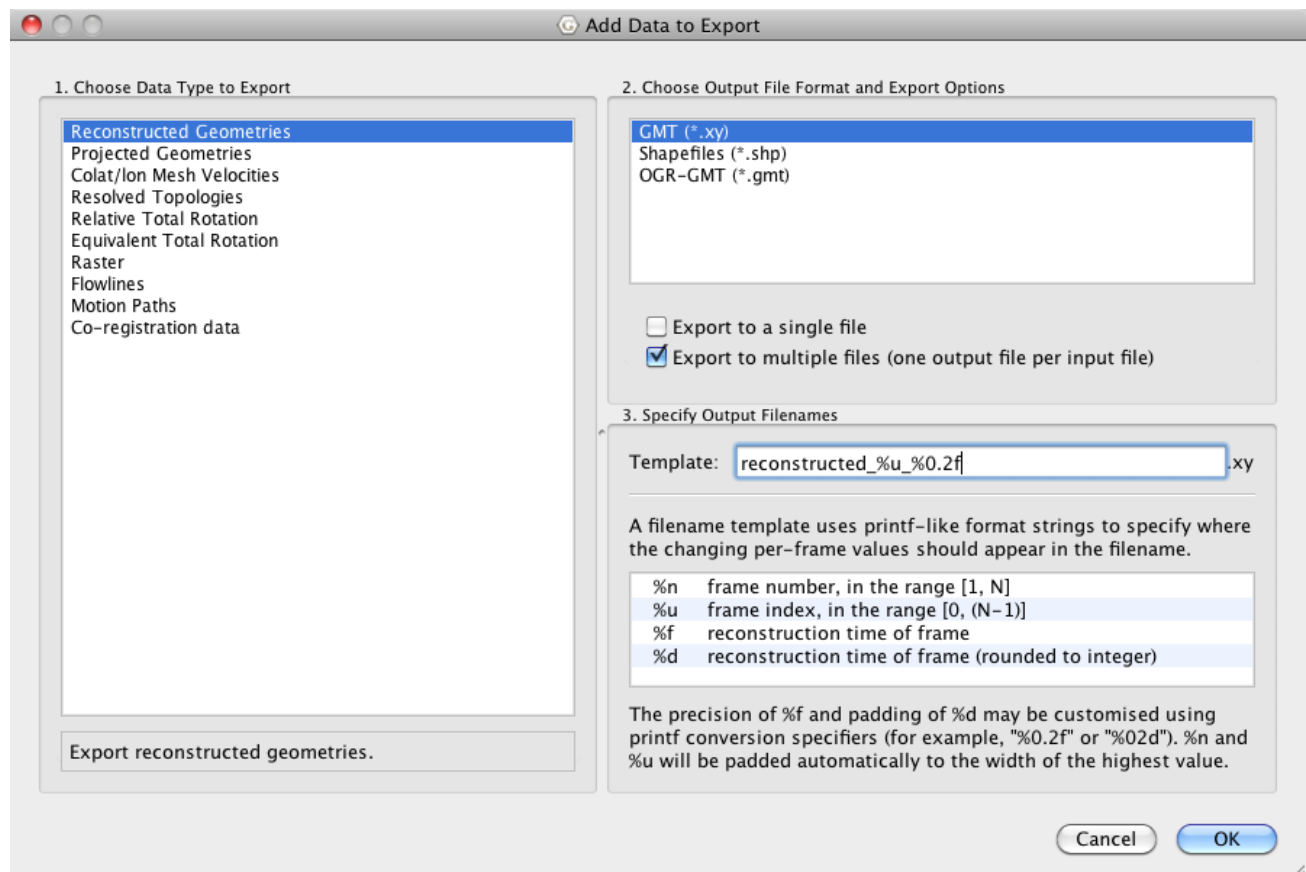 Add Data to Export
1. Choose Data Type to Export
Reconstructed Geometries
Projected Geometries
Colat/lon Mesh Velocities
Resolved Topologies
Relative Total Rotation
Equivalent Total Rotation
Raster
Flowlines
Motion Paths
Co-registration data
Export reconstructed geometries.
2. Choose Output File Format and Export Options
GMT (*.xy)
Shapefiles (*.shp)
OGR-GMT (*.gmt)
Export to a single file
Export to multiple files (one output file per input file)
3. Specify Output Filenames
Template: reconstructed_%u_%0.2f .xy
A filename template uses printf-like format strings to specify where
the changing per-frame values should appear in the filename.
%n frame number, in the range [1, N]
%u frame index, in the range [0, (N-1)]
%f reconstruction time of frame
%d reconstruction time of frame (rounded to integer)
The precision of %f and padding of %d may be customised using
printf conversion specifiers (for example, "%0.2f" or "%02d"). %n and
%u will be padded automatically to the width of the highest value.
Cancel OK